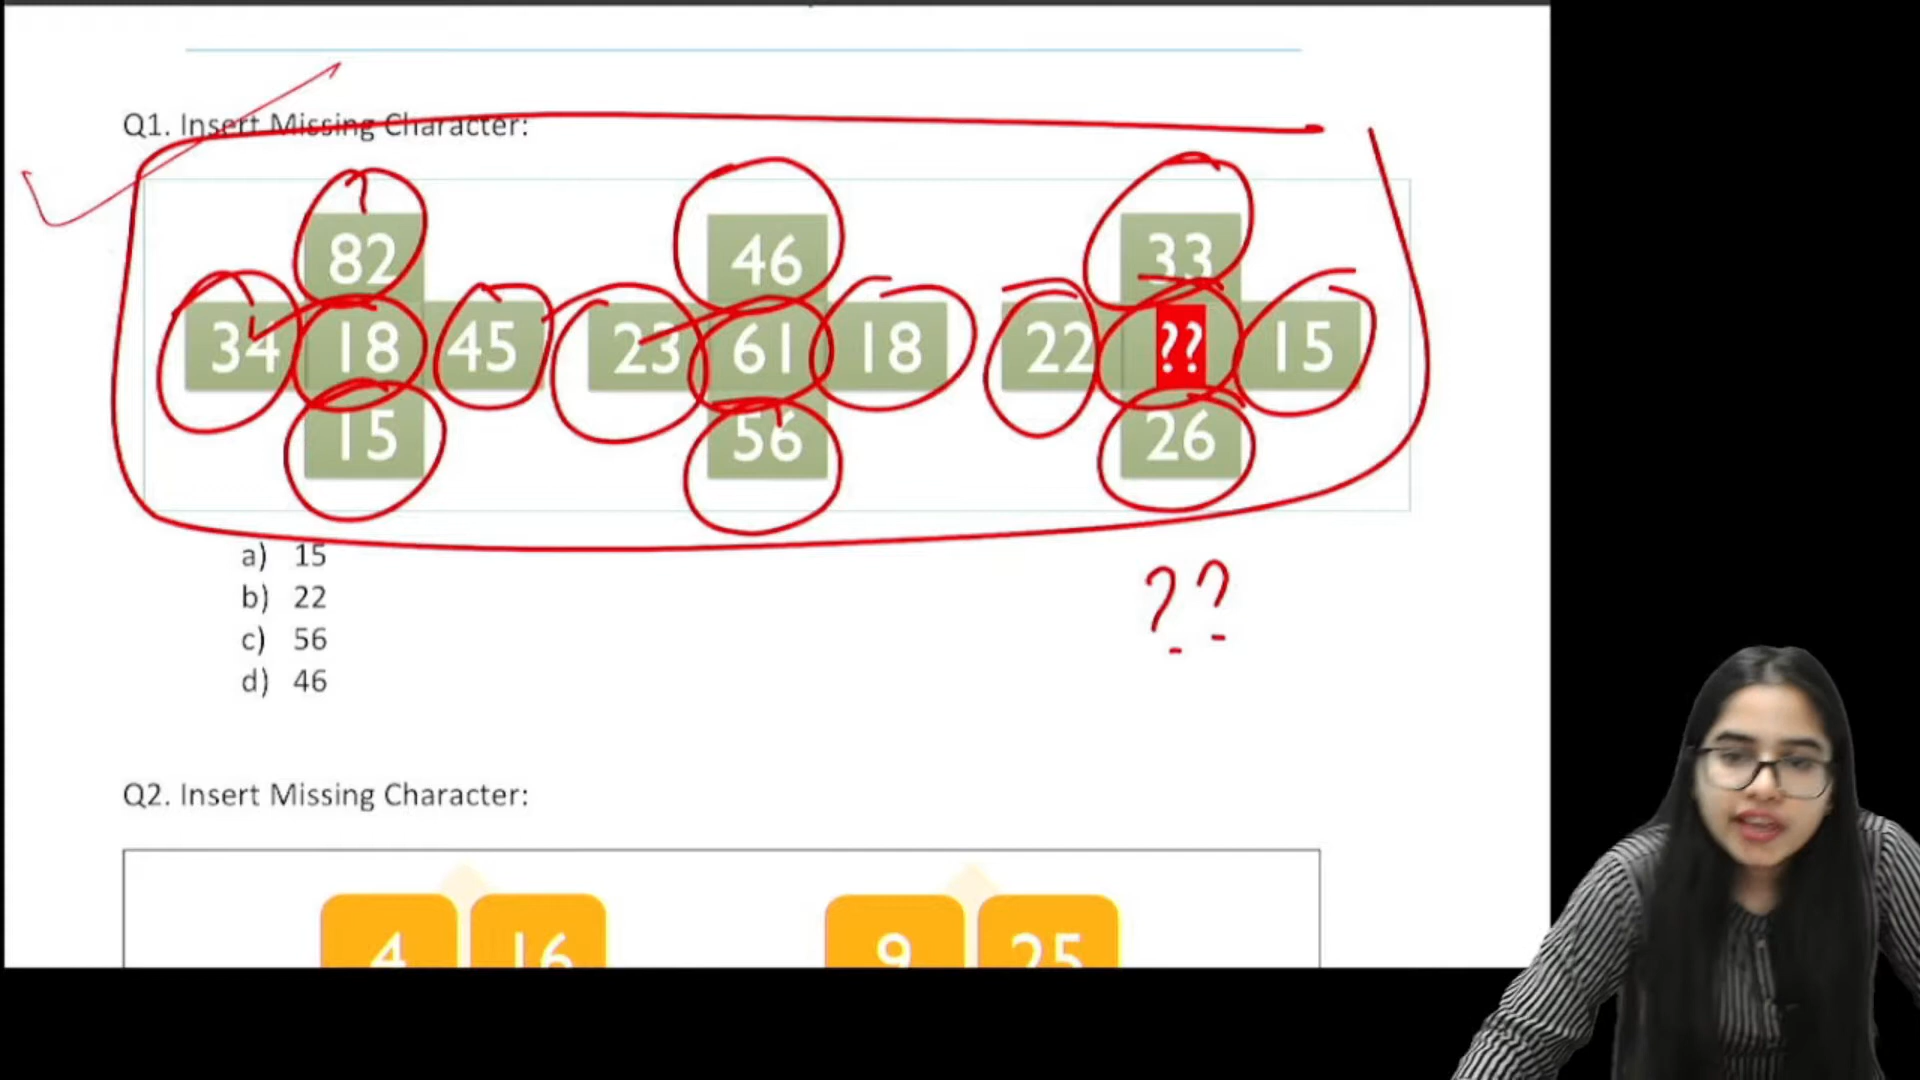 Q1. Insert Missing Character:
82 46 33
34 18 45 23 61 18 22 ?? 15
15 56 26
a) 15
b) 22
c) 56
d) 46
??
Q2. Insert Missing Character:
4 16 9 25